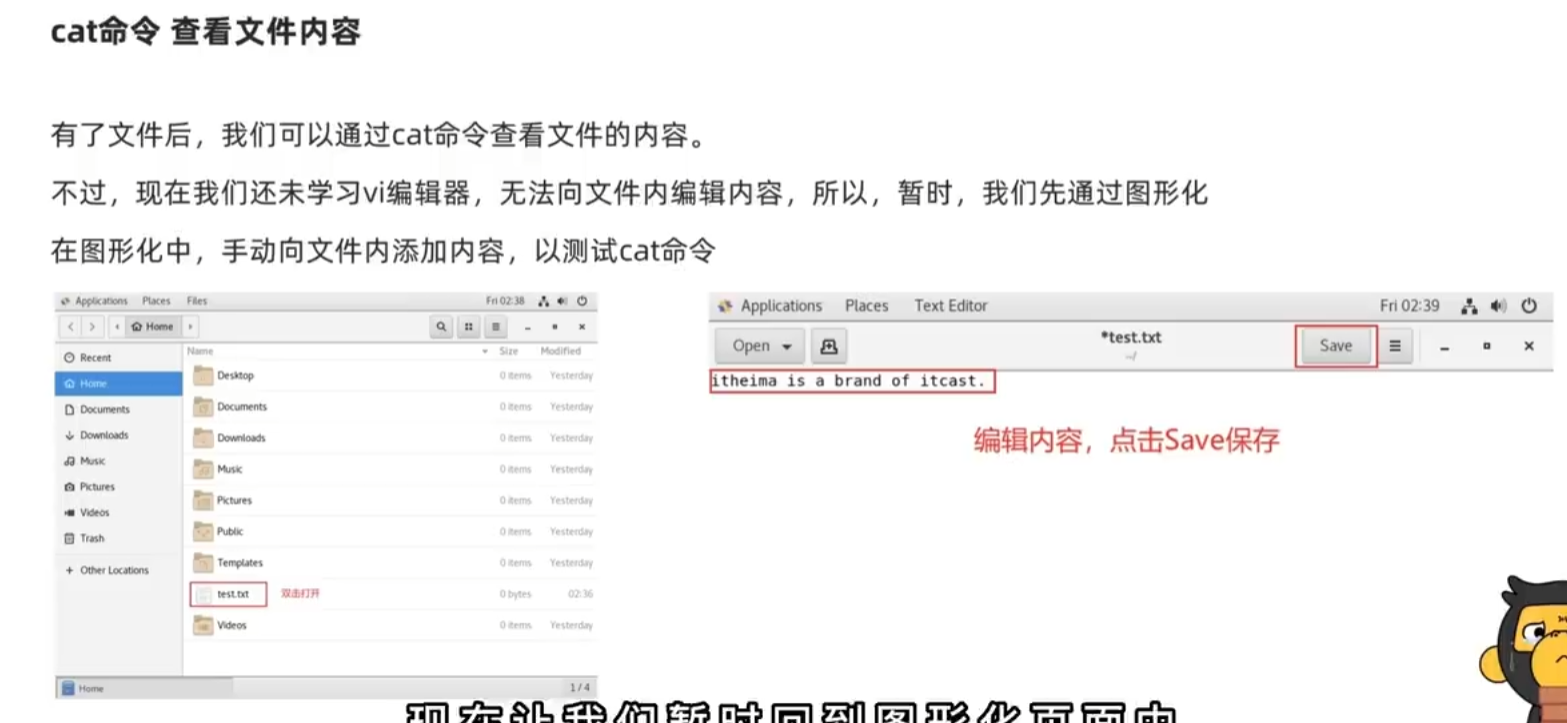 cat命令 查看文件内容
有了文件后，我们可以通过cat命令查看文件的内容。
不过，现在我们还未学习vi编辑器，无法向文件内编辑内容，所以，暂时，我们先通过图形化
在图形化中，手动向文件内添加内容，以测试cat命令
Applications Places Files Fri 02:38
Home
Name Size Modified
Recent
Home
Documents
Downloads
Music
Pictures
Videos
Trash
+ Other Locations
Desktop 0 items Yesterday
Documents 0 items Yesterday
Downloads 0 items Yesterday
Music 0 items Yesterday
Pictures 0 items Yesterday
Public 0 items Yesterday
Templates 0 items Yesterday
test.txt 双击打开 0 bytes 02:36
Videos 0 items Yesterday
Home 1 / 4
Applications Places Text Editor Fri 02:39
Open *test.txt Save
~/
itheima is a brand of itcast.
编辑内容，点击Save保存
现在让我们暂时回到图形化页面中